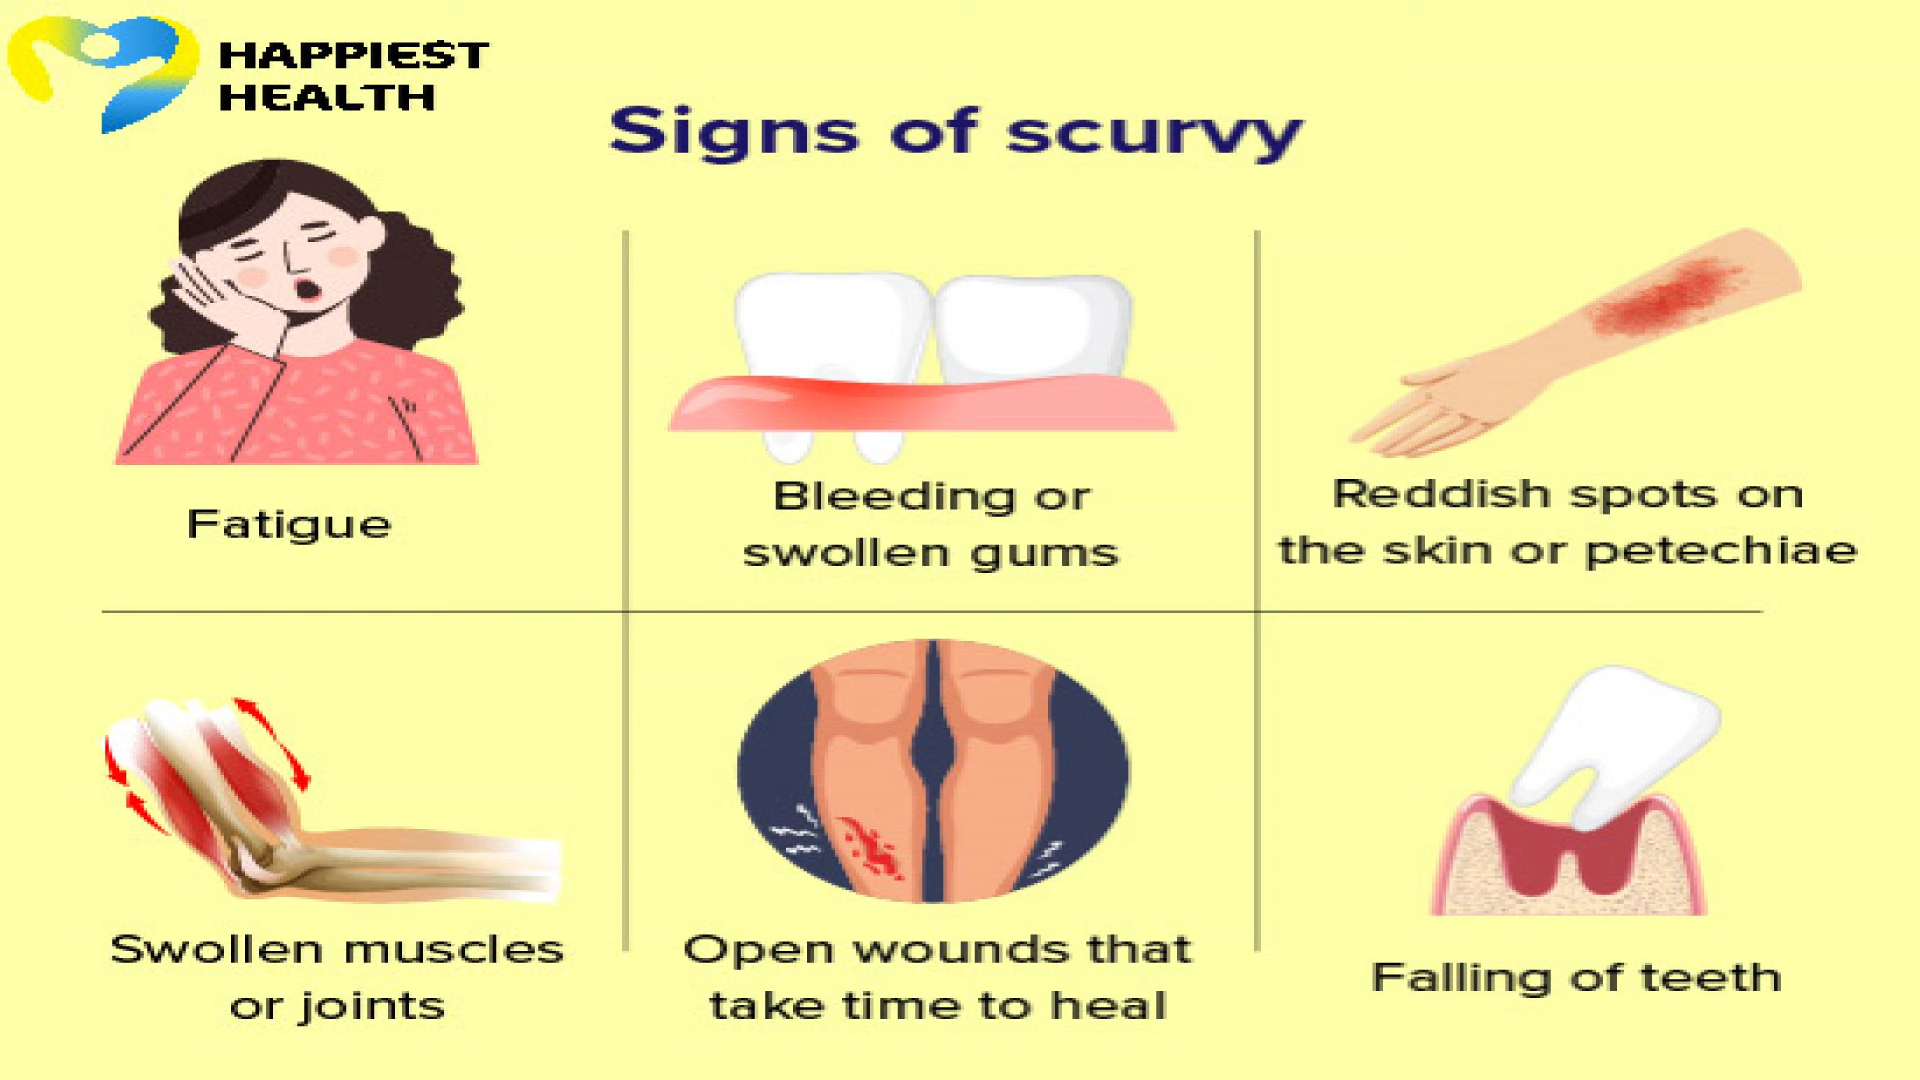 HAPPIEST
HEALTH
Signs of scurvy
Fatigue
Bleeding or
swollen gums
Reddish spots on
the skin or petechiae
Swollen muscles
or joints
Open wounds that
take time to heal
Falling of teeth